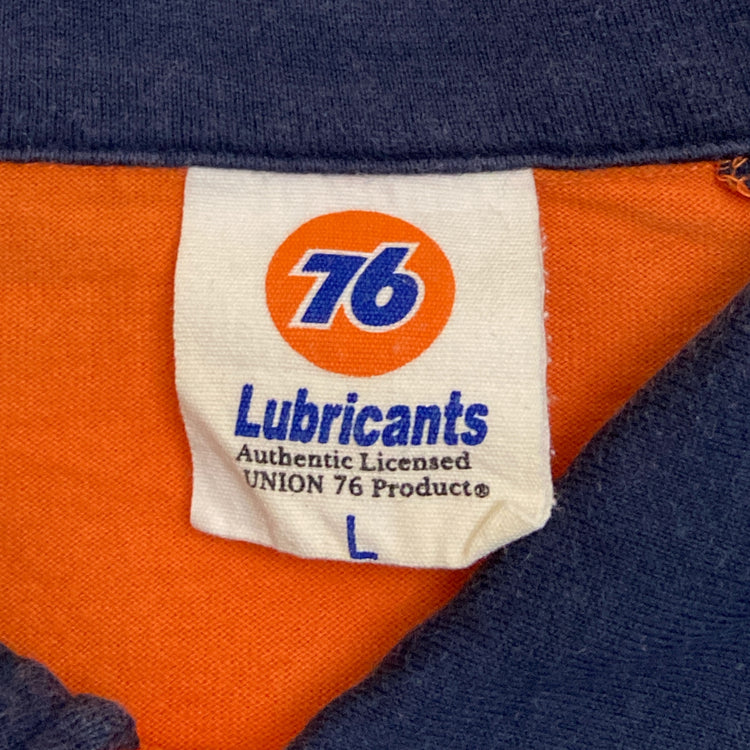 76
Lubricants
Authentic Licensed
UNION 76 Product®
L